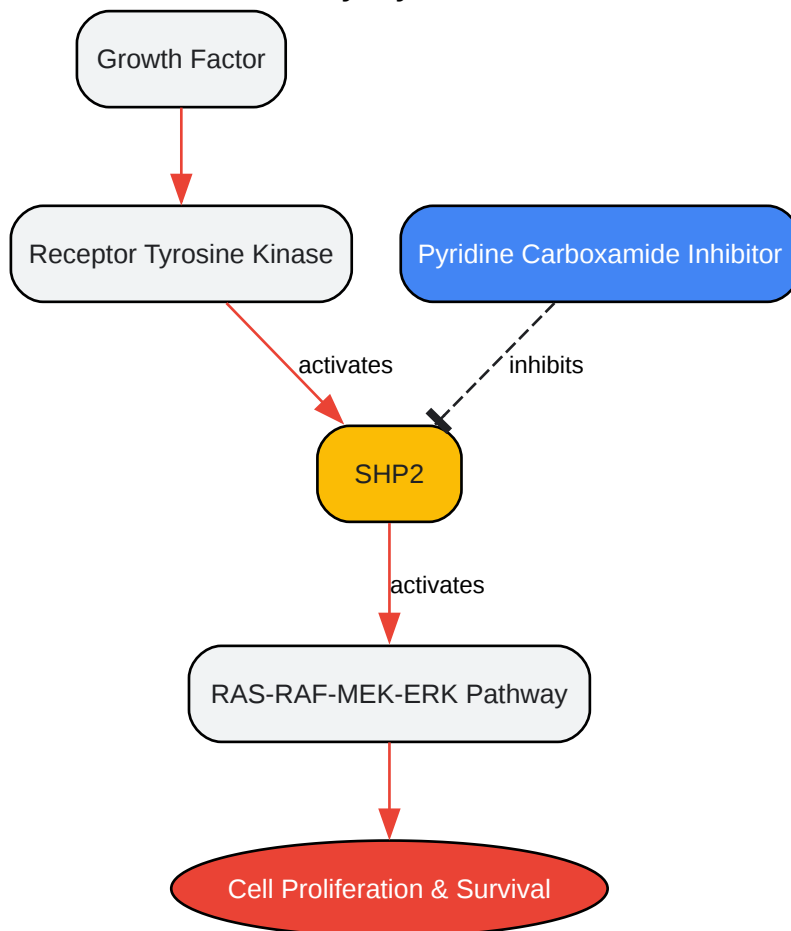 Growth Factor
Receptor Tyrosine Kinase
Pyridine Carboxamide Inhibitor
activates
inhibits
SHP2
activates
RAS-RAF-MEK-ERK Pathway
Cell Proliferation & Survival